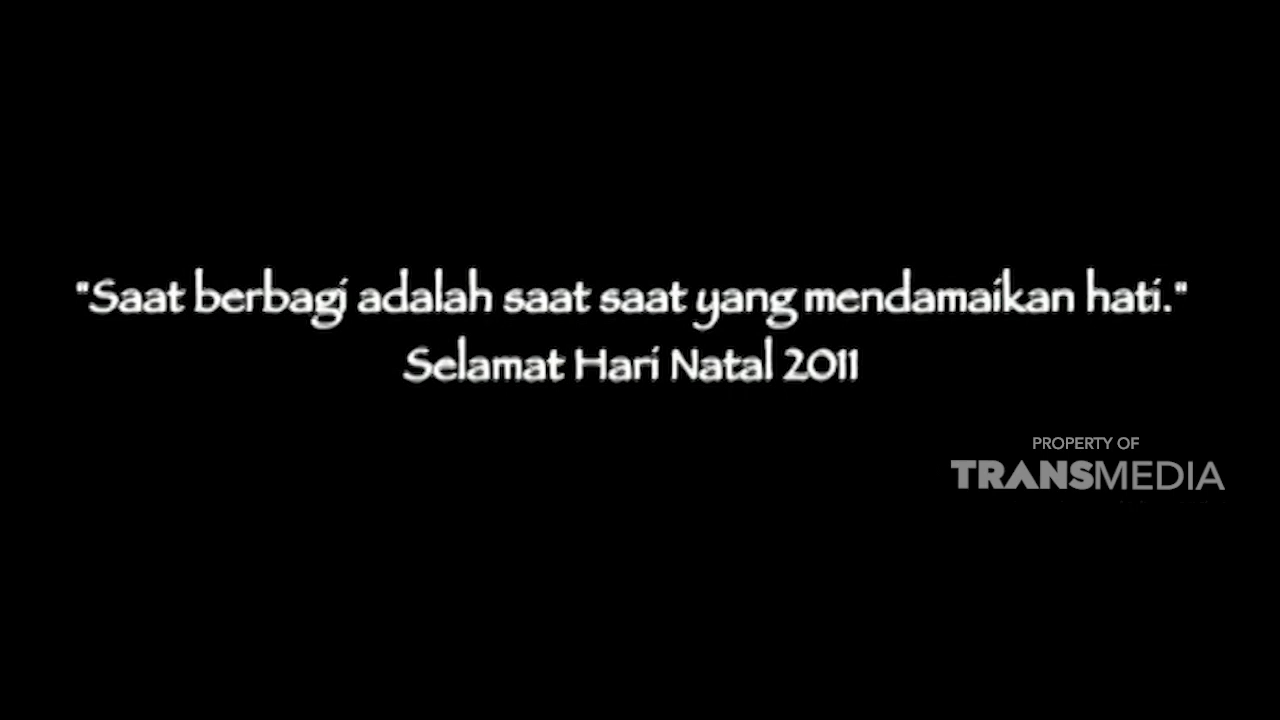 "Saat berbagi adalah saat saat yang mendamaikan hati."
Selamat Hari Natal 2011
PROPERTY OF
TRANSMEDIA